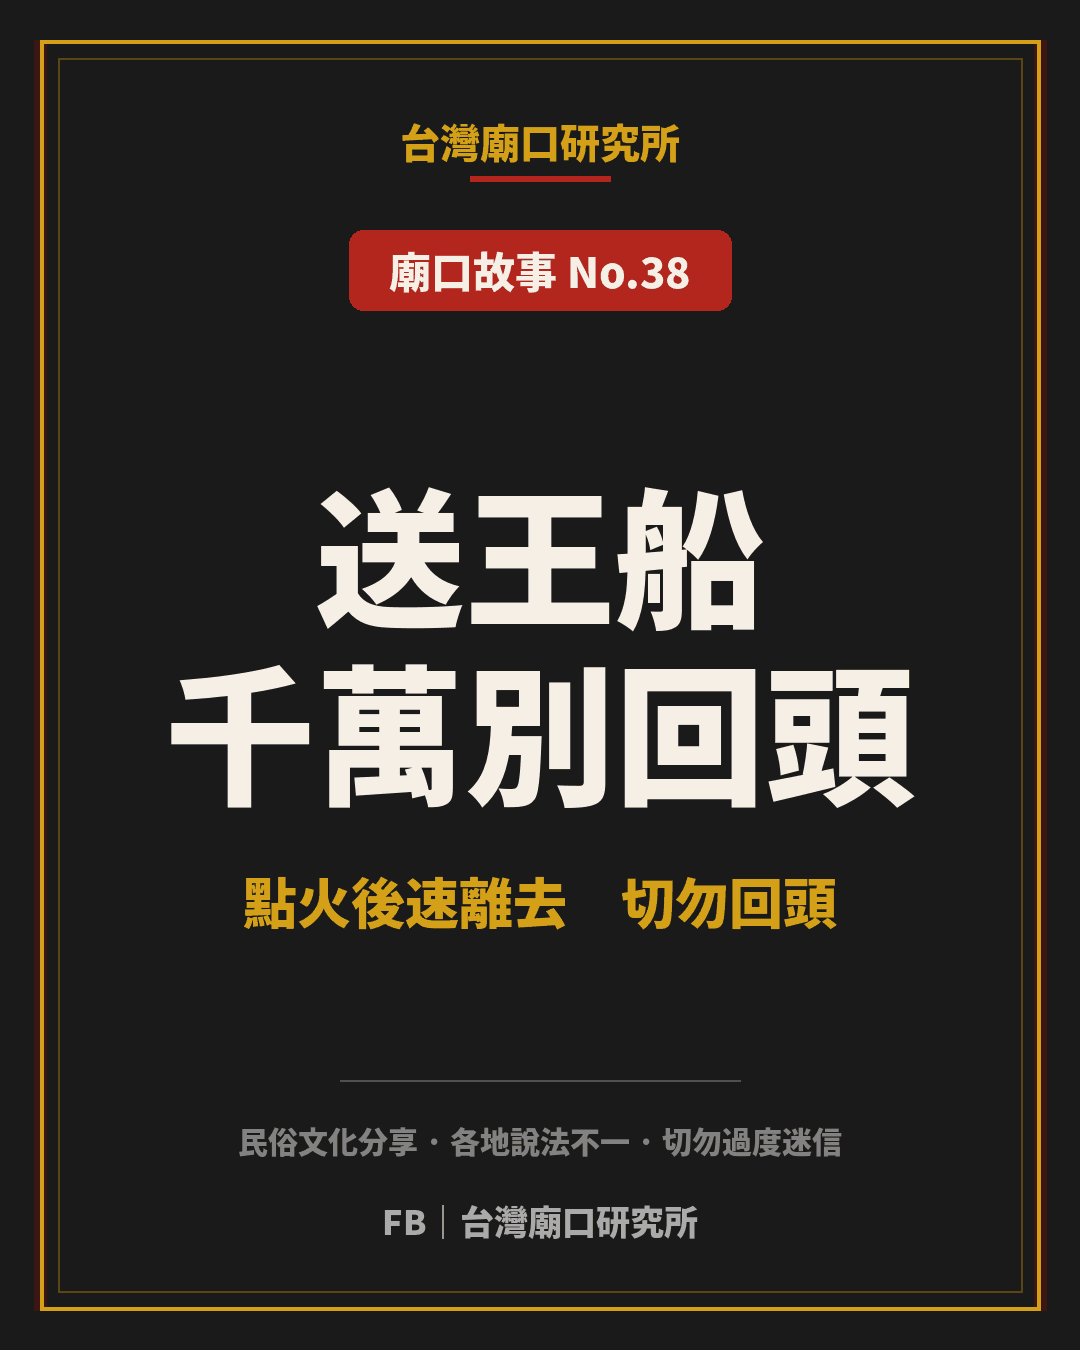 台灣廟口研究所
廟口故事 No.38
送王船
千萬別回頭
點火後速離去　切勿回頭
民俗文化分享·各地說法不一·切勿過度迷信
FB｜台灣廟口研究所